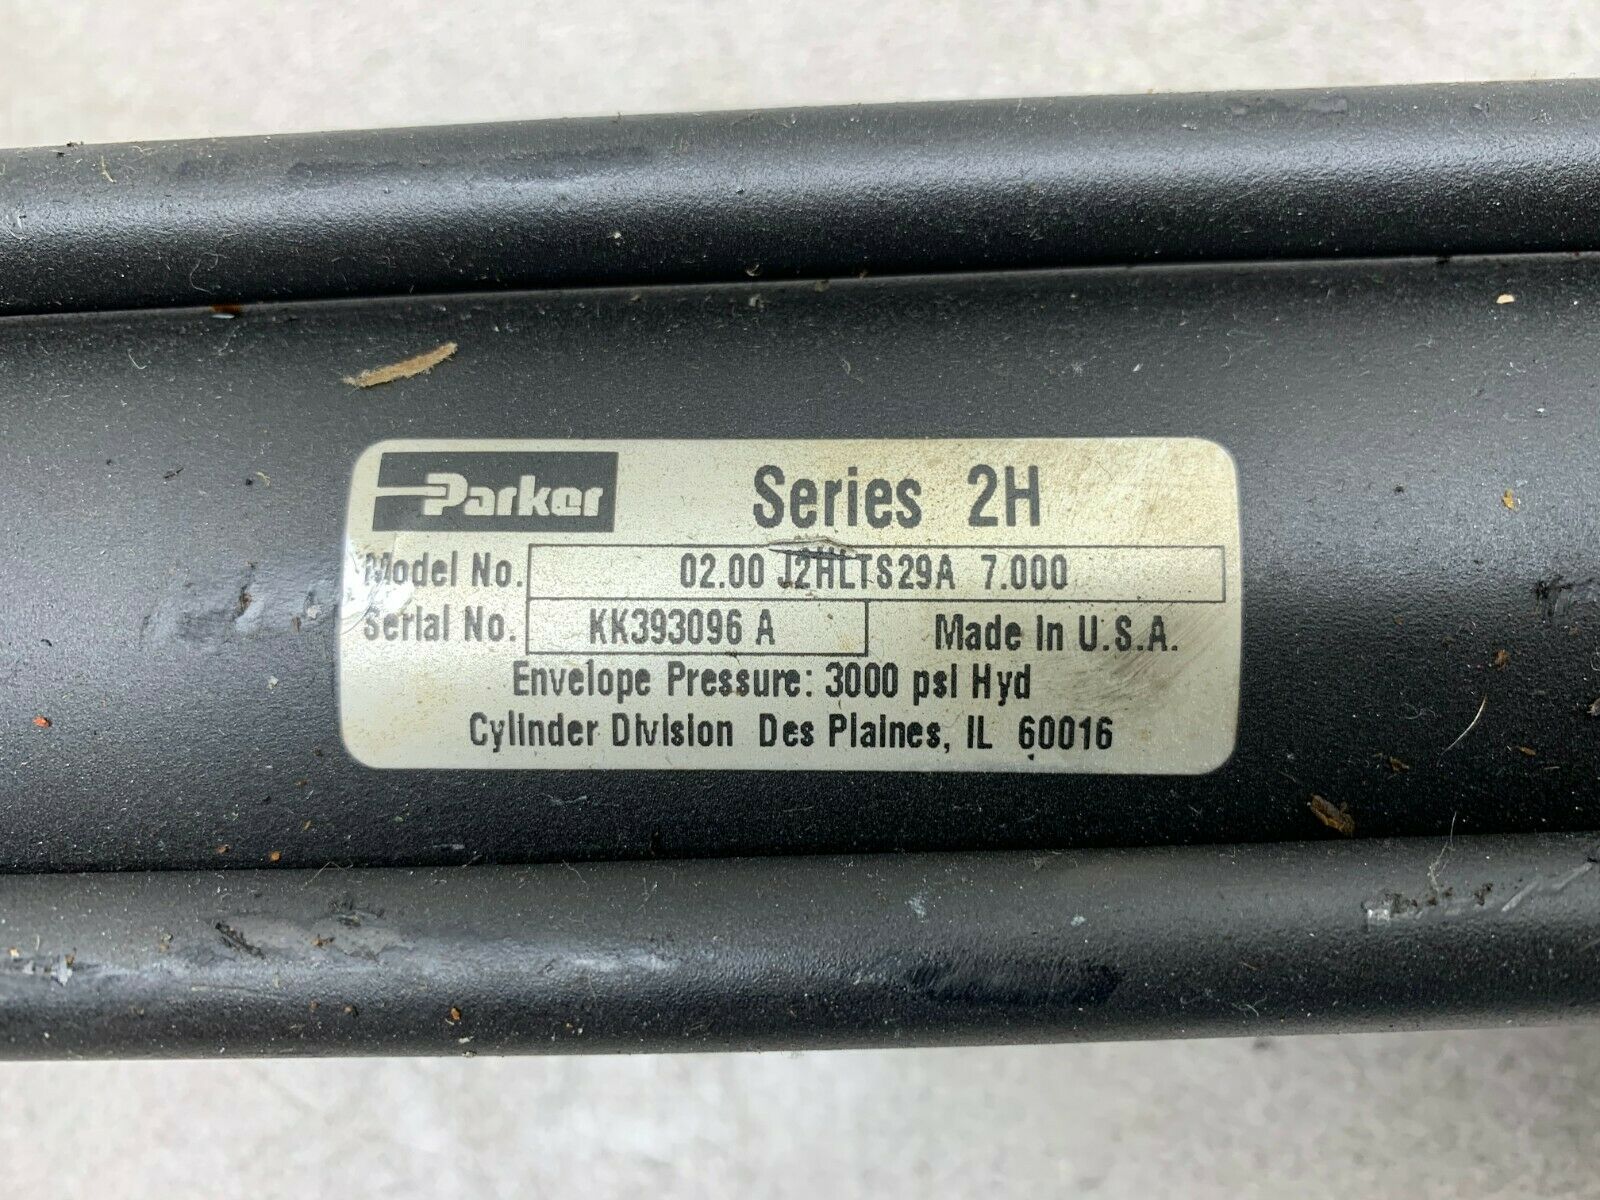 Parker Series 2H
Model No. 02.00 J2HLTS29A 7.000
Serial No. KK393096 A Made In U.S.A.
Envelope Pressure: 3000 psi Hyd
Cylinder Division Des Plaines, IL 60016